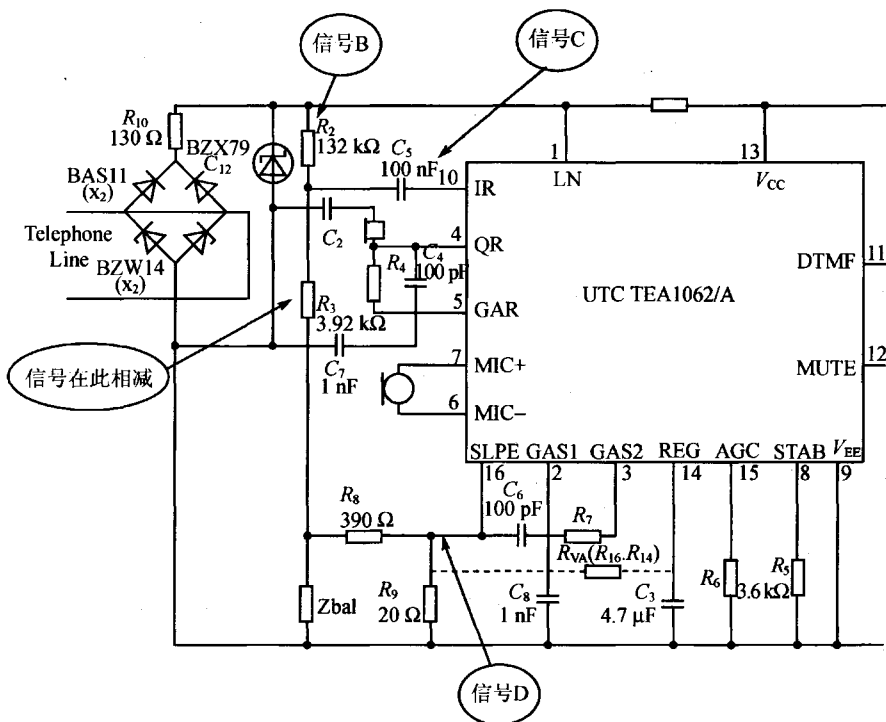 信号B
信号C
R10
130 Ω
BZX79
C12
BAS11
(x2)
R2
132 kΩ
C5
100 nF
10
IR
1
LN
13
VCC
Telephone
Line
BZW14
(x2)
C2
4
QR
C4
100 pF
R4
5
GAR
UTC TEA1062/A
DTMF
11
R3
3.92 kΩ
C7
1 nF
7
MIC+
MUTE
12
信号在此相减
6
MIC−
SLPE
GAS1
GAS2
REG
AGC
STAB
VEE
16
2
3
14
15
8
9
C6
100 pF
R7
R8
390 Ω
RVA(R16.R14)
Zbal
R9
20 Ω
C8
1 nF
C3
4.7 μF
R6
R5
3.6 kΩ
信号D